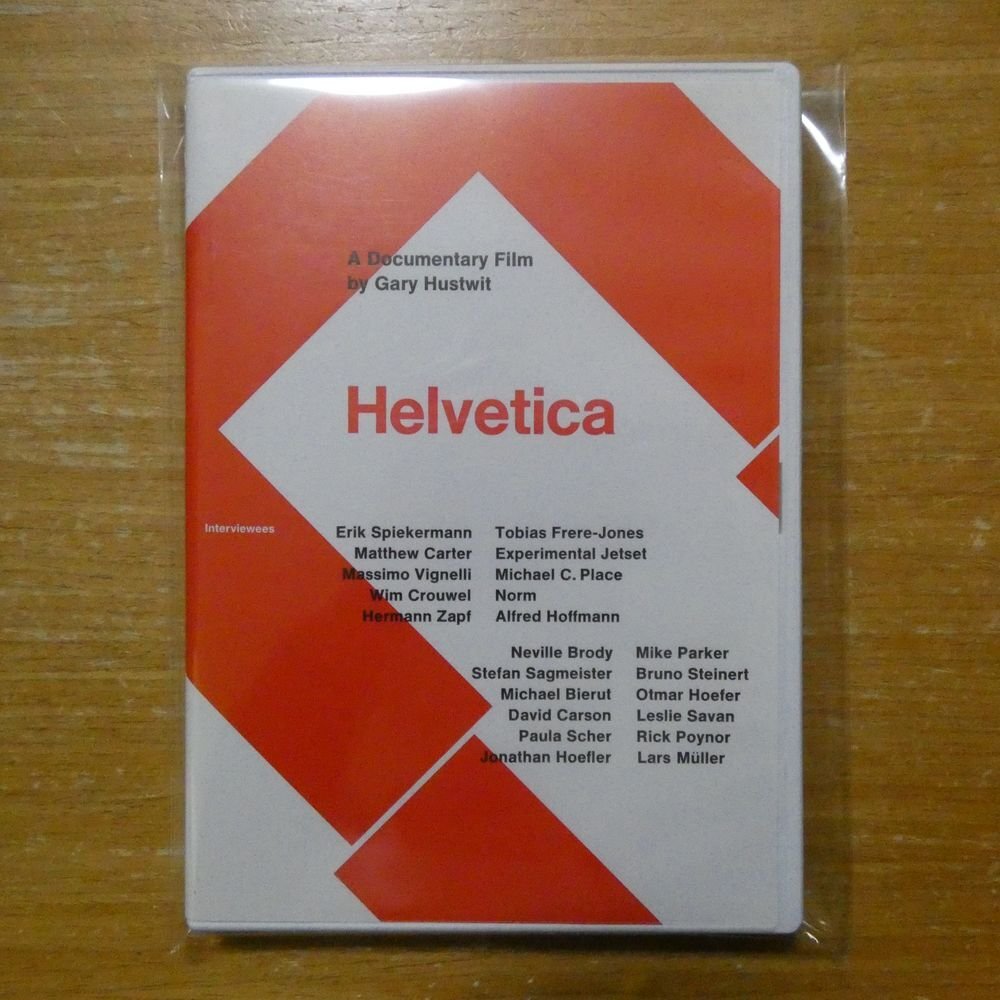 A Documentary Film
by Gary Hustwit
Helvetica
Interviewees
Erik Spiekermann
Matthew Carter
Massimo Vignelli
Wim Crouwel
Hermann Zapf
Tobias Frere-Jones
Experimental Jetset
Michael C. Place
Norm
Alfred Hoffmann
Neville Brody
Stefan Sagmeister
Michael Bierut
David Carson
Paula Scher
Jonathan Hoefler
Mike Parker
Bruno Steinert
Otmar Hoefer
Leslie Savan
Rick Poynor
Lars Müller